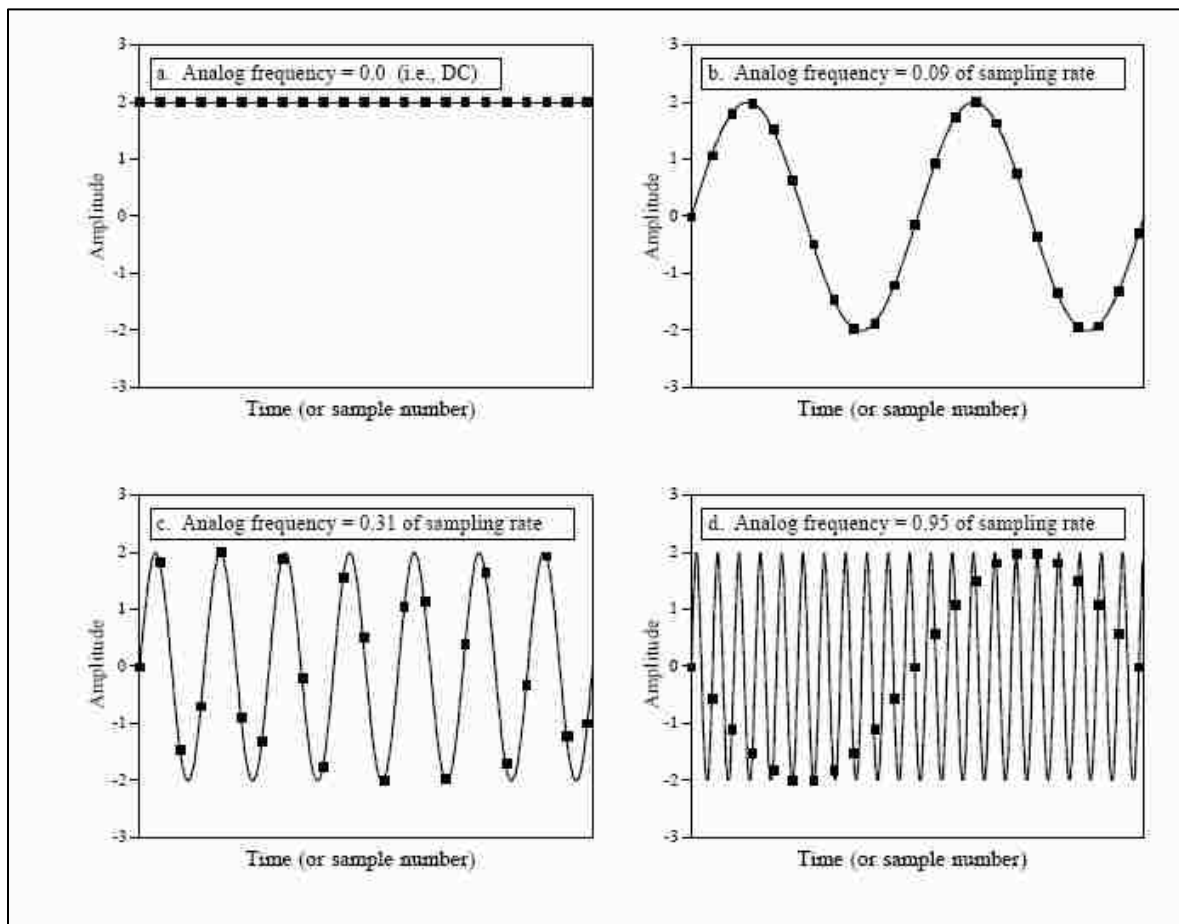 a. Analog frequency = 0.0 (i.e., DC)
3
2
1
0
-1
-2
-3
Amplitude
Time (or sample number)
b. Analog frequency = 0.09 of sampling rate
3
2
1
0
-1
-2
-3
Amplitude
Time (or sample number)
c. Analog frequency = 0.31 of sampling rate
3
2
1
0
-1
-2
-3
Amplitude
Time (or sample number)
d. Analog frequency = 0.95 of sampling rate
3
2
1
0
-1
-2
-3
Amplitude
Time (or sample number)